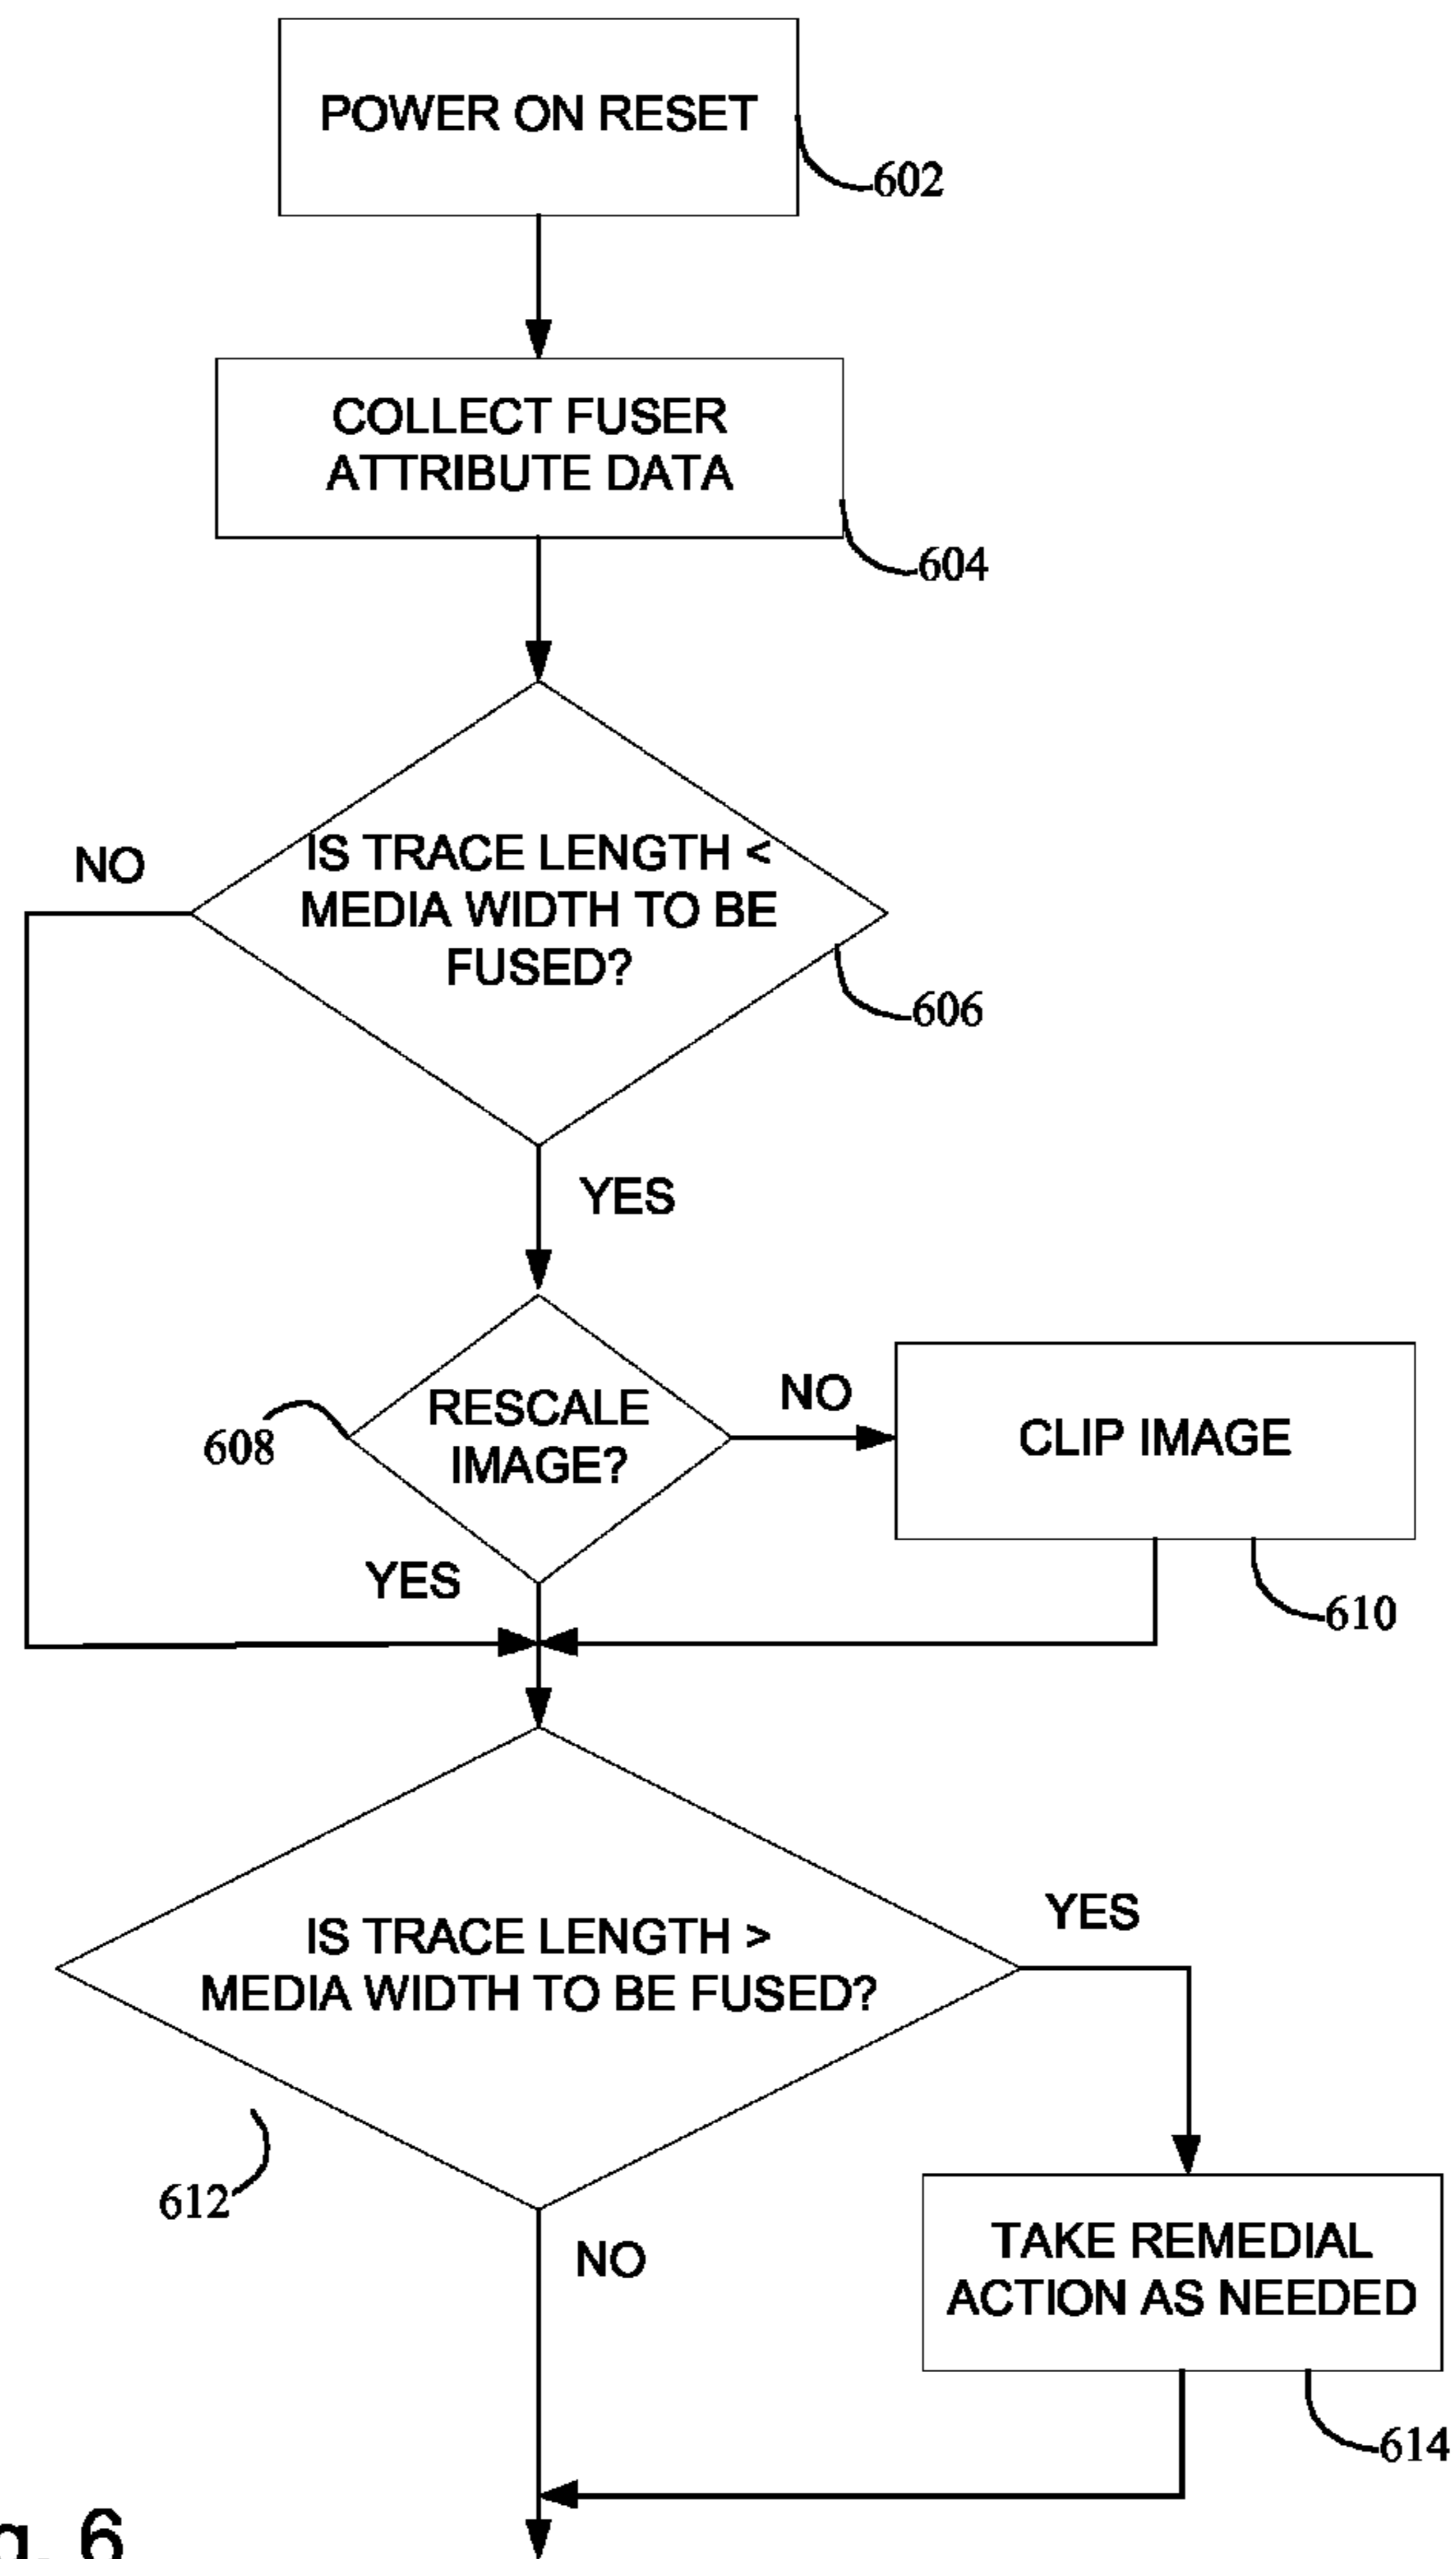 POWER ON RESET
602
COLLECT FUSER
ATTRIBUTE DATA
604
IS TRACE LENGTH <
MEDIA WIDTH TO BE
FUSED?
NO
606
YES
RESCALE
IMAGE?
608
NO
CLIP IMAGE
610
YES
IS TRACE LENGTH >
MEDIA WIDTH TO BE FUSED?
YES
612
NO
TAKE REMEDIAL
ACTION AS NEEDED
614
6